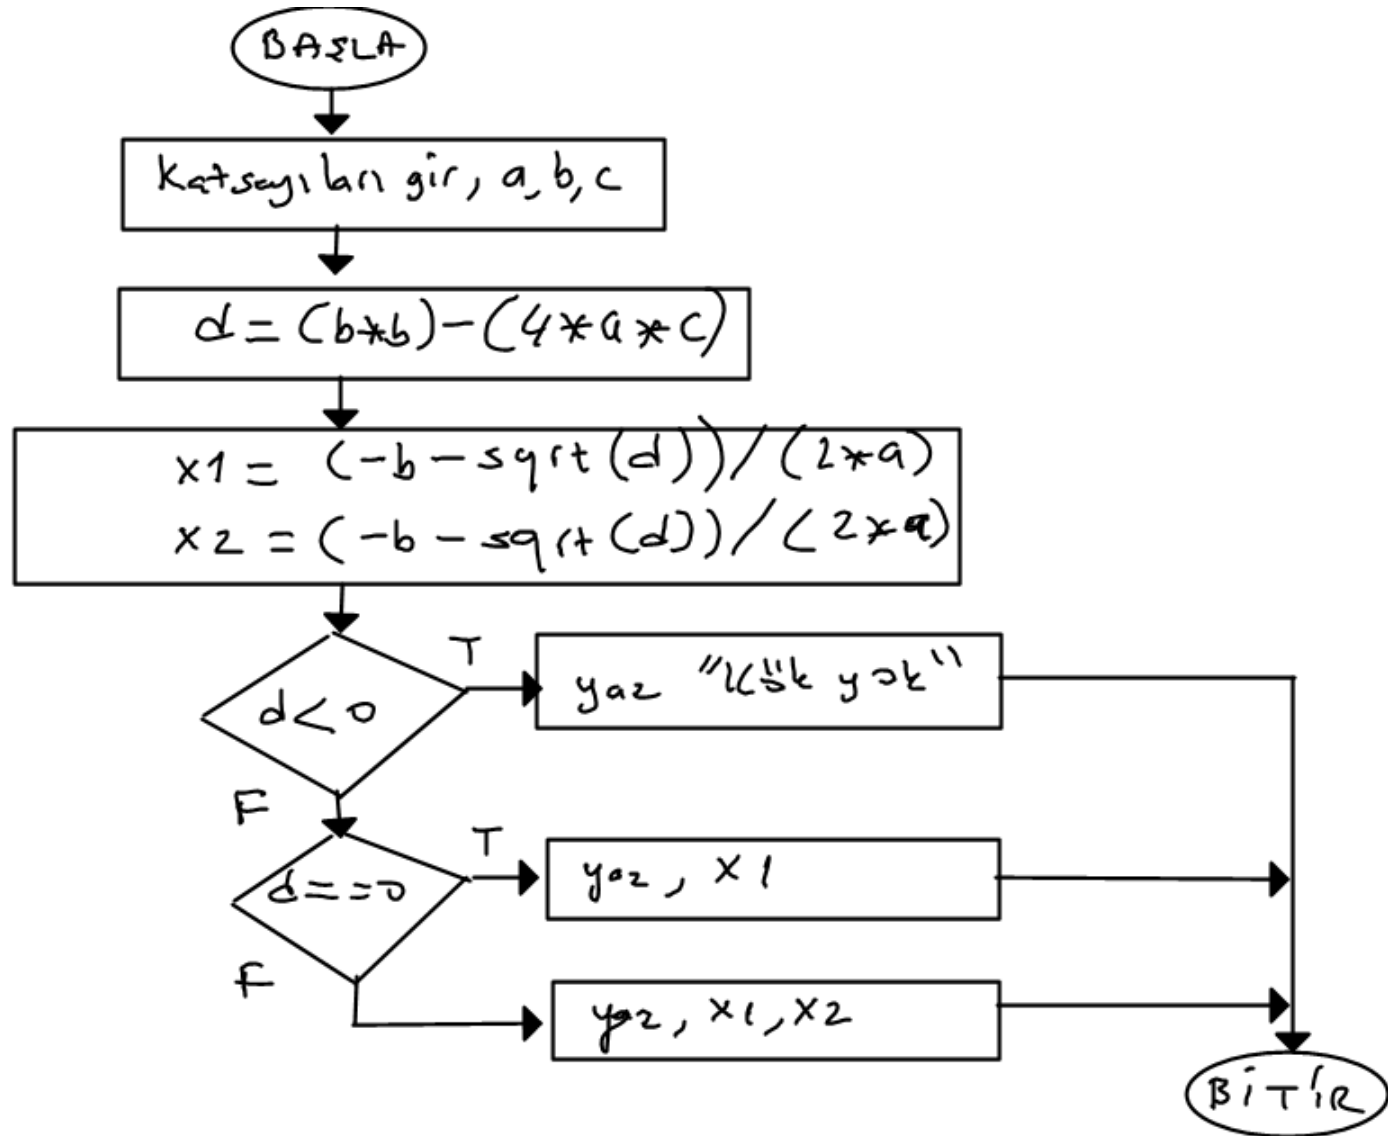 BAŞLA
Katsayıları gir, a, b, c
d = (b*b)-(4*a*c)
x1 = (-b-sqrt(d))/(2*a)
x2 = (-b-sqrt(d))/(2*a)
d<0
T
yaz "Kök yok"
F
d==0
T
yaz, x1
F
yaz, x1, x2
BİTİR